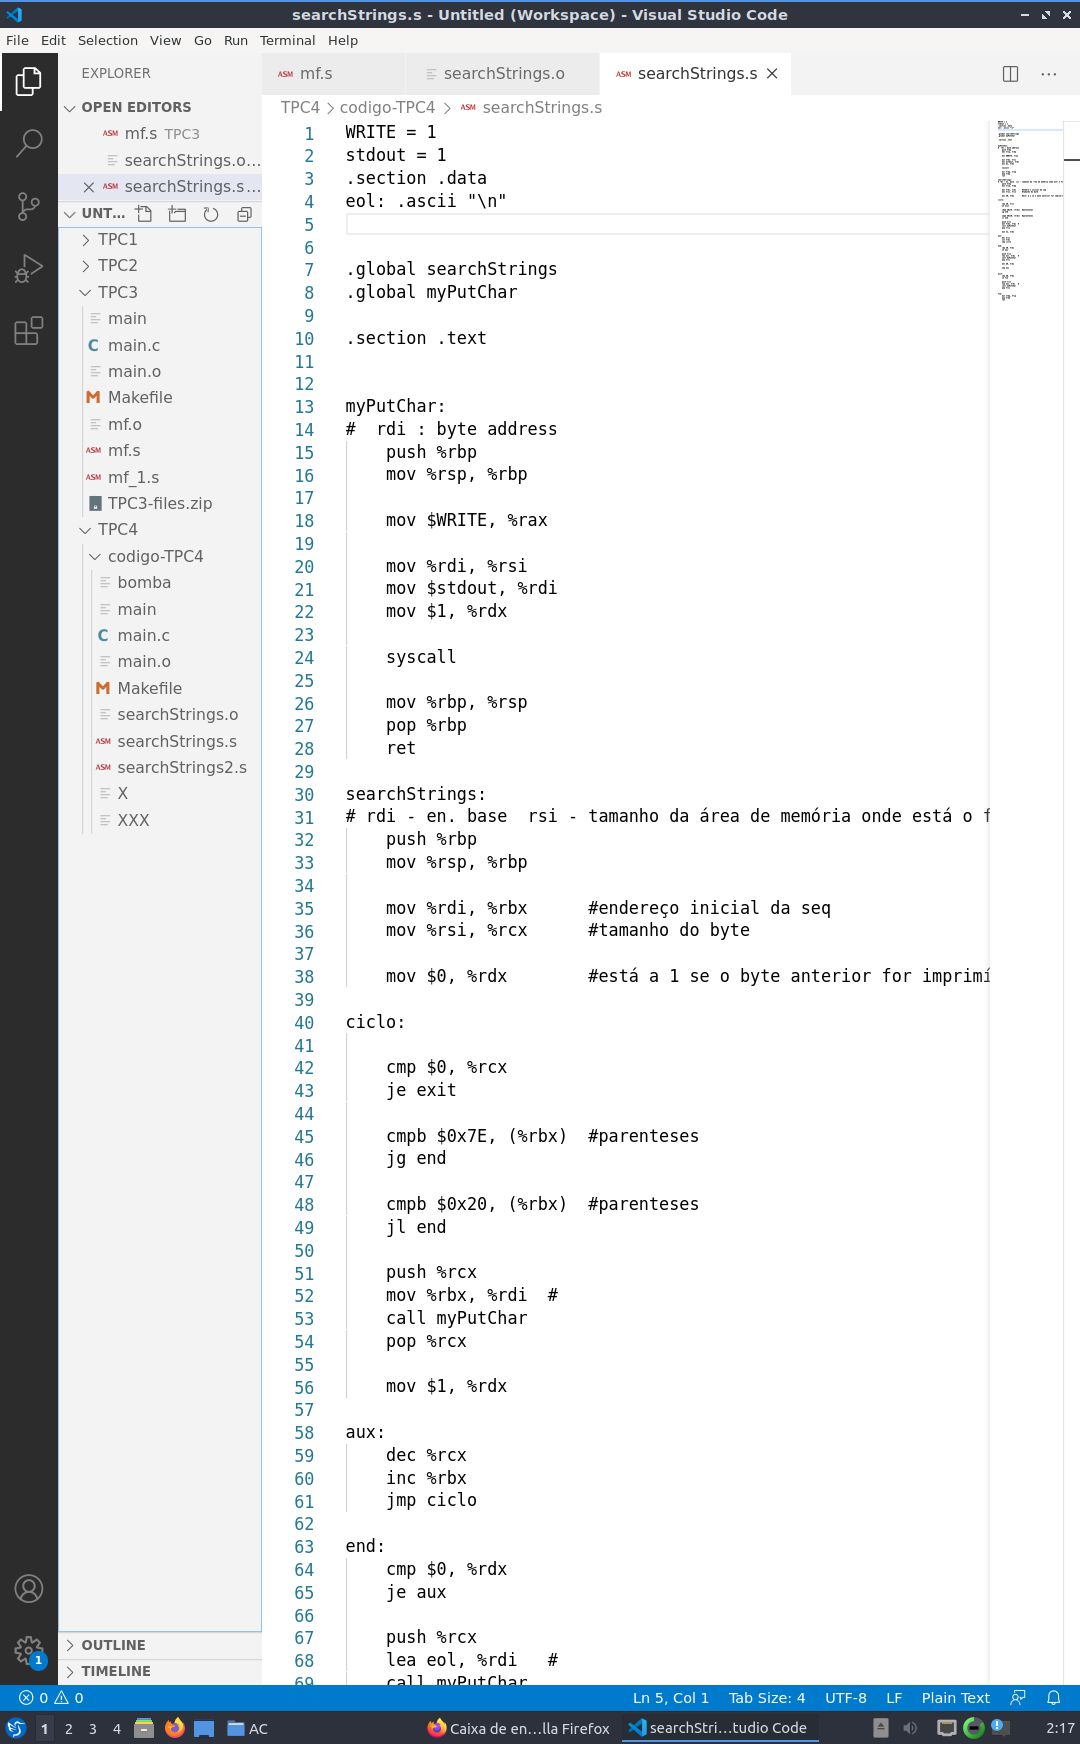 searchStrings.s - Untitled (Workspace) - Visual Studio Code
File Edit Selection View Go Run Terminal Help
EXPLORER
OPEN EDITORS
ASM mf.s TPC3
searchStrings.o...
ASM searchStrings.s...
UNT...
TPC1
TPC2
TPC3
main
C main.c
main.o
M Makefile
mf.o
ASM mf.s
ASM mf_1.s
TPC3-files.zip
TPC4
codigo-TPC4
bomba
main
C main.c
main.o
M Makefile
searchStrings.o
ASM searchStrings.s
ASM searchStrings2.s
X
XXX
OUTLINE
TIMELINE
1
ASM mf.s
searchStrings.o
ASM searchStrings.s
TPC4 > codigo-TPC4 > ASM searchStrings.s
1 WRITE = 1
2 stdout = 1
3 .section .data
4 eol: .ascii "\n"
5
6
7 .global searchStrings
8 .global myPutChar
9
10 .section .text
11
12
13 myPutChar:
14 #  rdi : byte address
15     push %rbp
16     mov %rsp, %rbp
17
18     mov $WRITE, %rax
19
20     mov %rdi, %rsi
21     mov $stdout, %rdi
22     mov $1, %rdx
23
24     syscall
25
26     mov %rbp, %rsp
27     pop %rbp
28     ret
29
30 searchStrings:
31 # rdi - en. base  rsi - tamanho da área de memória onde está o f
32     push %rbp
33     mov %rsp, %rbp
34
35     mov %rdi, %rbx      #endereço inicial da seq
36     mov %rsi, %rcx      #tamanho do byte
37
38     mov $0, %rdx        #está a 1 se o byte anterior for imprimí
39
40 ciclo:
41
42     cmp $0, %rcx
43     je exit
44
45     cmpb $0x7E, (%rbx)  #parenteses
46     jg end
47
48     cmpb $0x20, (%rbx)  #parenteses
49     jl end
50
51     push %rcx
52     mov %rbx, %rdi  #
53     call myPutChar
54     pop %rcx
55
56     mov $1, %rdx
57
58 aux:
59     dec %rcx
60     inc %rbx
61     jmp ciclo
62
63 end:
64     cmp $0, %rdx
65     je aux
66
67     push %rcx
68     lea eol, %rdi   #
69     call myPutChar
0 0
Ln 5, Col 1 Tab Size: 4 UTF-8 LF Plain Text
1 2 3 4 AC Caixa de en...lla Firefox searchStri...tudio Code 2:17